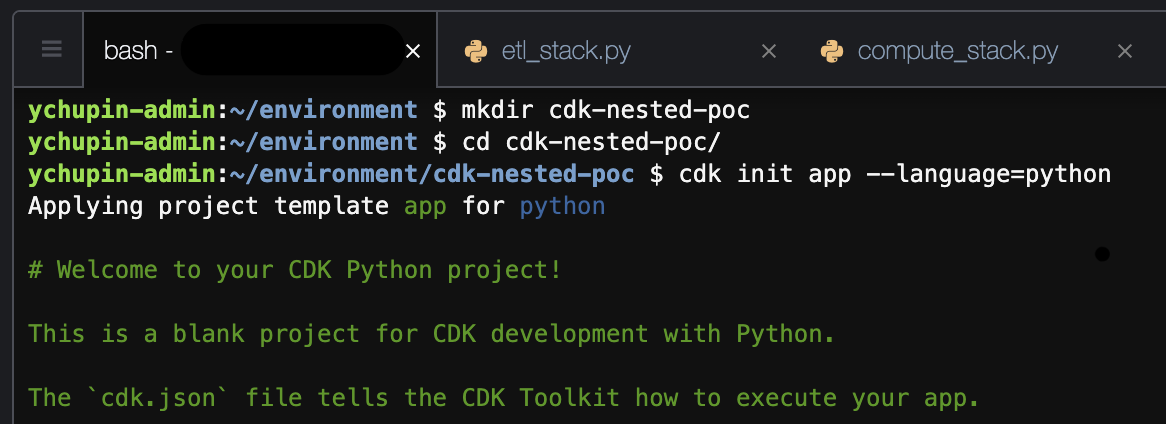 bash -
etl_stack.py
compute_stack.py
ychupin-admin:~/environment $ mkdir cdk-nested-poc
ychupin-admin:~/environment $ cd cdk-nested-poc/
ychupin-admin:~/environment/cdk-nested-poc $ cdk init app --language=python
Applying project template app for python
# Welcome to your CDK Python project!
This is a blank project for CDK development with Python.
The `cdk.json` file tells the CDK Toolkit how to execute your app.